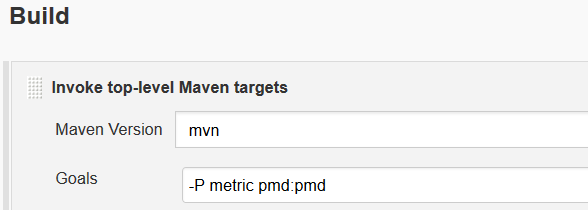 Build
Invoke top-level Maven targets
Maven Version mvn
Goals -P metric pmd:pmd